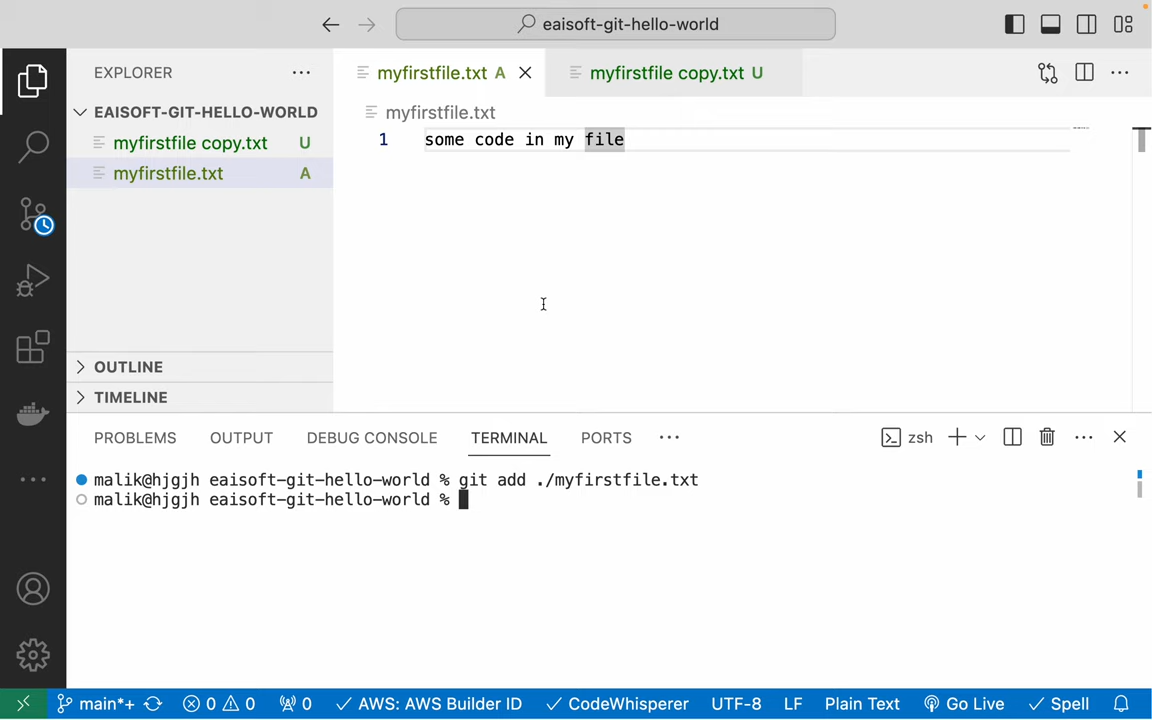 eaisoft-git-hello-world
EXPLORER
EAISOFT-GIT-HELLO-WORLD
myfirstfile copy.txt U
myfirstfile.txt A
OUTLINE
TIMELINE
myfirstfile.txt A
myfirstfile copy.txt U
myfirstfile.txt
1 some code in my file
PROBLEMS OUTPUT DEBUG CONSOLE TERMINAL PORTS
zsh
malik@hjgjh eaisoft-git-hello-world % git add ./myfirstfile.txt
malik@hjgjh eaisoft-git-hello-world %
main*+ 0 0 0 AWS: AWS Builder ID CodeWhisperer UTF-8 LF Plain Text Go Live Spell